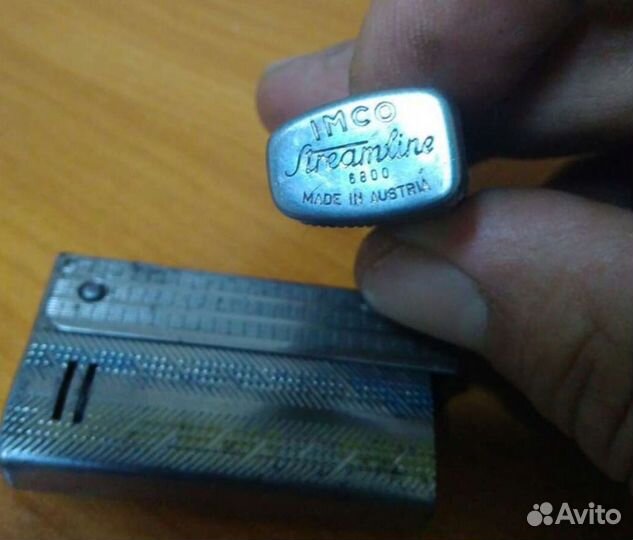 IMCO
Streamline
6800
MADE IN AUSTRIA
Avito